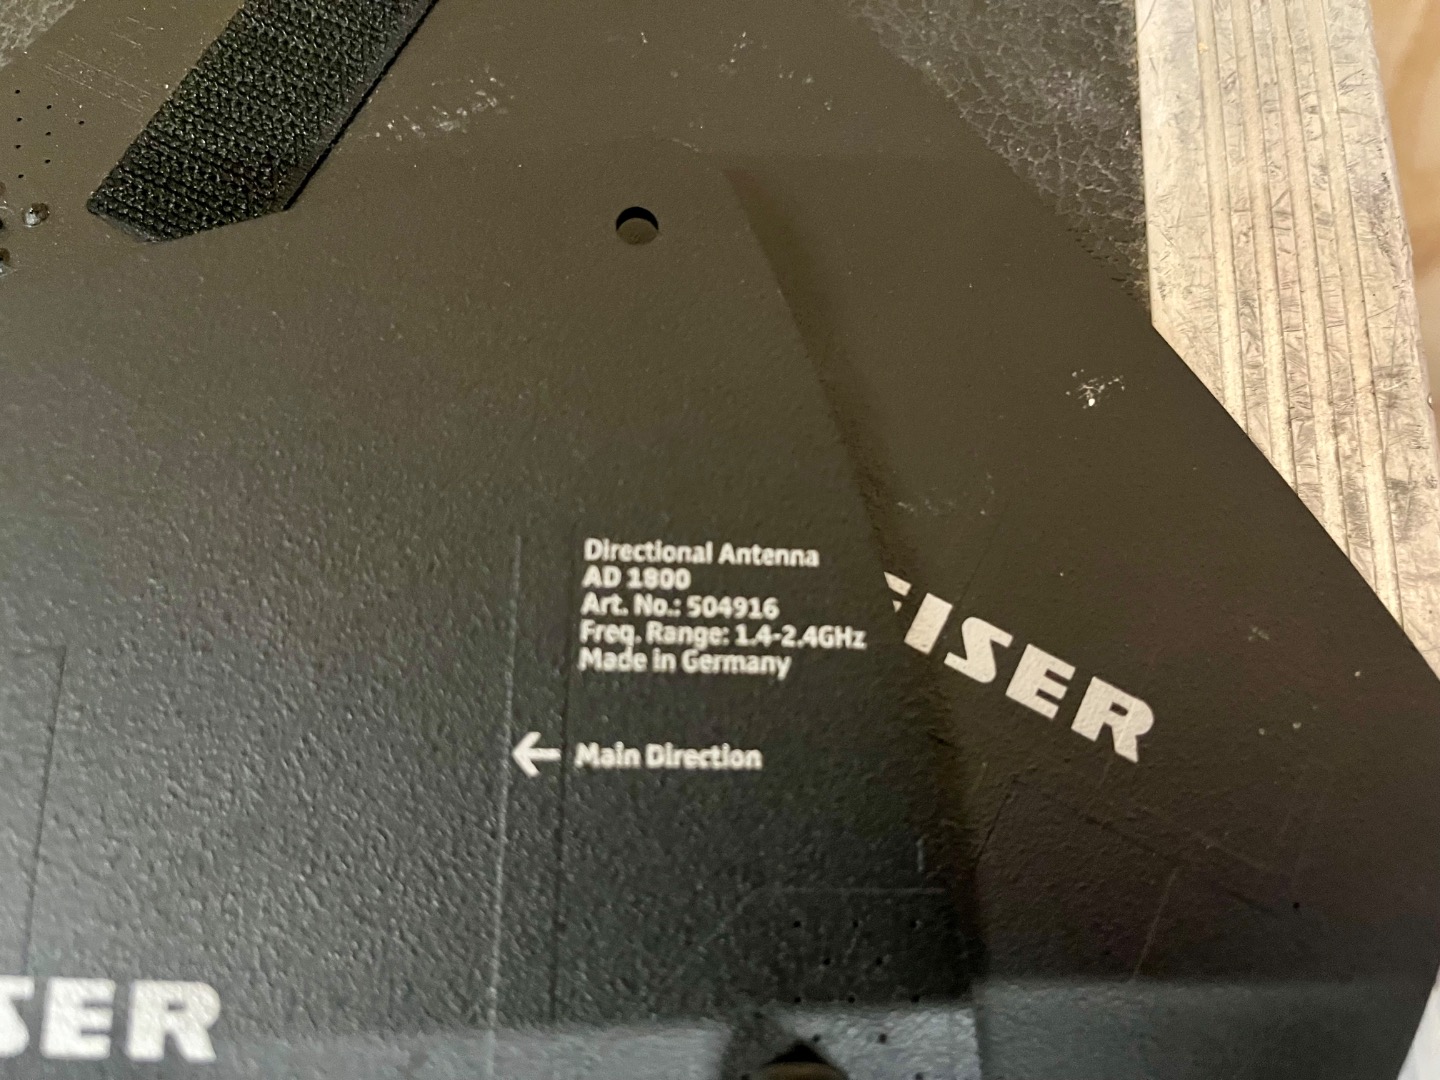 Directional Antenna
AD 1800
Art. No.: 504916
Freq. Range: 1.4-2.4GHz
Made in Germany
← Main Direction
EISER
SER